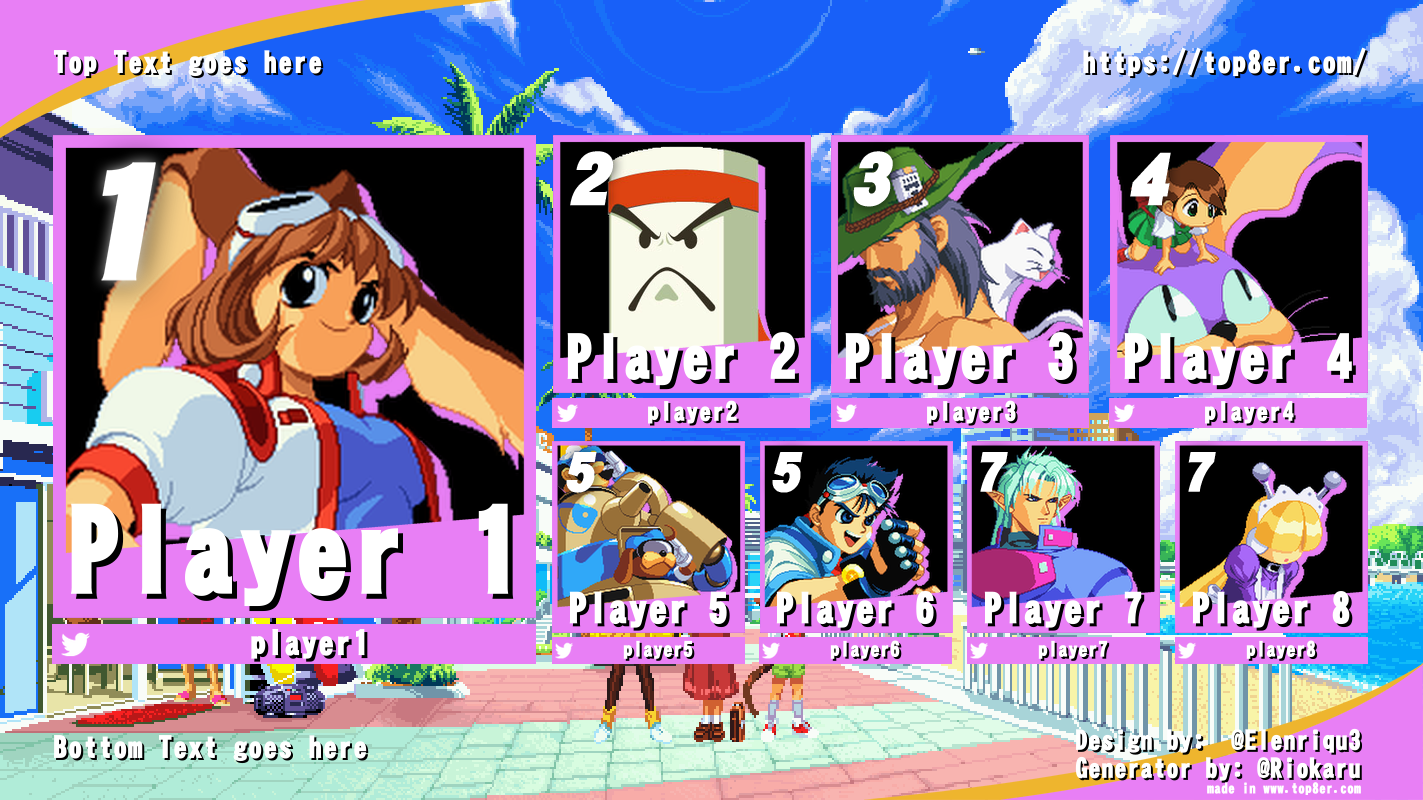 Top Text goes here
https://top8er.com/
1
Player 1
player1
2
Player 2
player2
3
Player 3
player3
4
Player 4
player4
5
Player 5
player5
5
Player 6
player6
7
Player 7
player7
7
Player 8
player8
Bottom Text goes here
Design by: @Elenriqu3
Generator by: @Riokaru
made in www.top8er.com